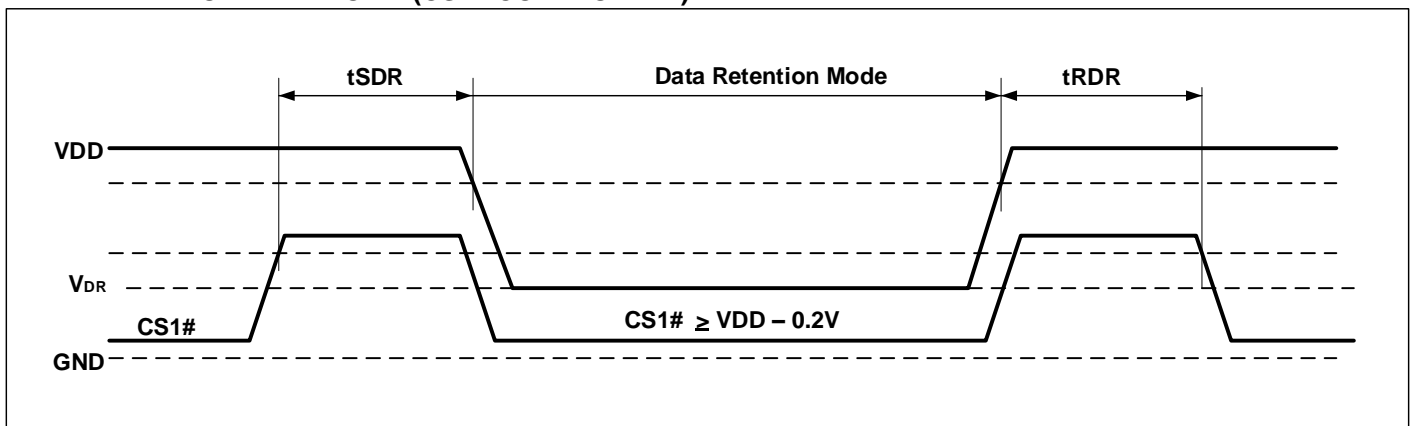 tSDR
Data Retention Mode
tRDR
VDD
VDR
CS1#
CS1# ≥ VDD – 0.2V
GND